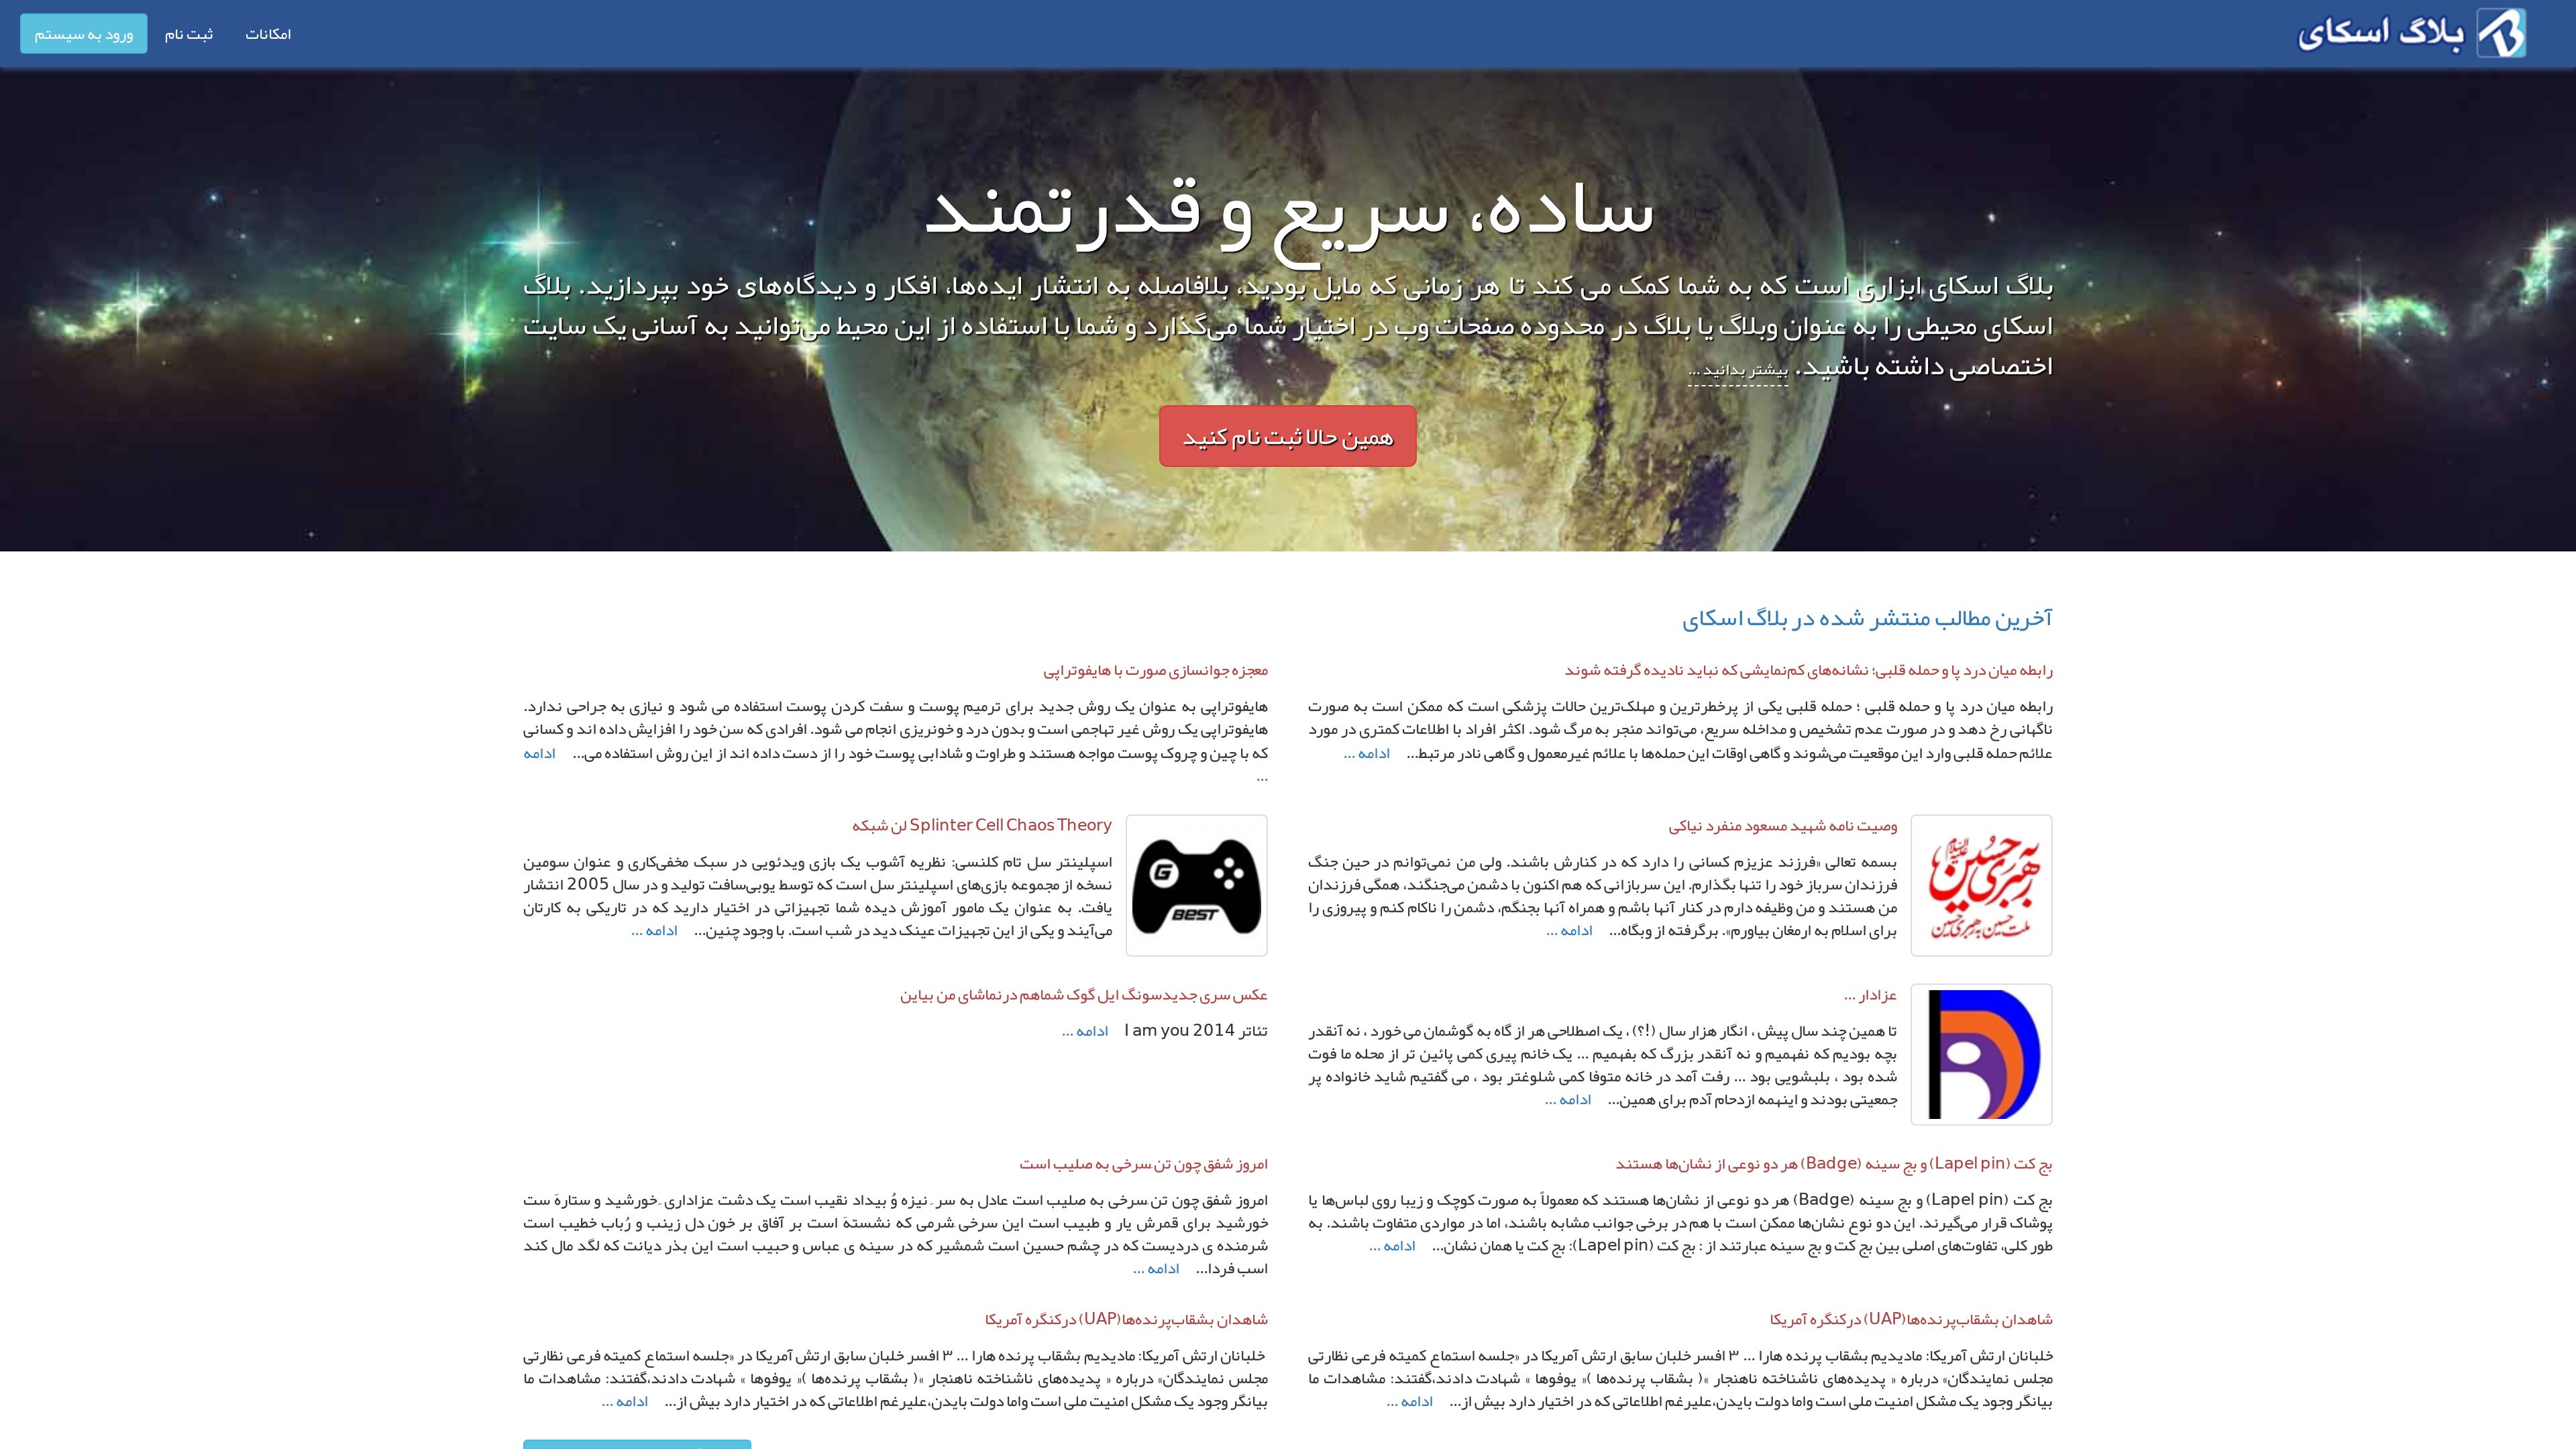 بلاگ اسکای
امکانات
ثبت نام
ورود به سیستم
ساده، سریع و قدرتمند
بلاگ اسکای ابزاری است که به شما کمک می کند تا هر زمانی که مایل بودید، بلافاصله به انتشار ایده‌ها، افکار و دیدگاه‌های خود بپردازید. بلاگ
اسکای محیطی را به عنوان وبلاگ یا بلاگ در محدوده صفحات وب در اختیار شما می‌گذارد و شما با استفاده از این محیط می‌توانید به آسانی یک سایت
اختصاصی داشته باشید. بیشتر بدانید ...
همین حالا ثبت نام کنید
آخرین مطالب منتشر شده در بلاگ اسکای
رابطه میان درد پا و حمله قلبی؛ نشانه‌های کم‌نمایشی که نباید نادیده گرفته شوند
رابطه میان درد پا و حمله قلبی ؛ حمله قلبی یکی از پرخطرترین و مهلک‌ترین حالات پزشکی است که ممکن است به صورت
ناگهانی رخ دهد و در صورت عدم تشخیص و مداخله سریع، می‌تواند منجر به مرگ شود. اکثر افراد با اطلاعات کمتری در مورد
علائم حمله قلبی وارد این موقعیت می‌شوند و گاهی اوقات این حمله‌ها با علائم غیرمعمول و گاهی نادر مرتبط... ادامه ...
معجزه جوانسازی صورت با هایفوتراپی
هایفوتراپی به عنوان یک روش جدید برای ترمیم پوست و سفت کردن پوست استفاده می شود و نیازی به جراحی ندارد.
هایفوتراپی یک روش غیر تهاجمی است و بدون درد و خونریزی انجام می شود. افرادی که سن خود را افزایش داده اند و کسانی
که با چین و چروک پوست مواجه هستند و طراوت و شادابی پوست خود را از دست داده اند از این روش استفاده می... ادامه
...
وصیت نامه شهید مسعود منفرد نیاکی
بسمه تعالی «فرزند عزیزم کسانی را دارد که در کنارش باشند. ولی من نمی‌توانم در حین جنگ
فرزندان سرباز خود را تنها بگذارم. این سربازانی که هم اکنون با دشمن می‌جنگند، همگی فرزندان
من هستند و من وظیفه دارم در کنار آنها باشم و همراه آنها بجنگم، دشمن را ناکام کنم و پیروزی را
برای اسلام به ارمغان بیاورم». برگرفته از وبگاه... ادامه ...
Splinter Cell Chaos Theory لن شبکه
اسپلینتر سل تام کلنسی: نظریه آشوب یک بازی ویدئویی در سبک مخفی‌کاری و عنوان سومین
نسخه از مجموعه بازی‌های اسپلینتر سل است که توسط یوبی‌سافت تولید و در سال 2005 انتشار
یافت. به عنوان یک مامور آموزش دیده شما تجهیزاتی در اختیار دارید که در تاریکی به کارتان
می‌آیند و یکی از این تجهیزات عینک دید در شب است. با وجود چنین... ادامه ...
G
BEST
عزادار ...
تا همین چند سال پیش ، انگار هزار سال (!؟) ، یک اصطلاحی هر از گاه به گوشمان می خورد ، نه آنقدر
بچه بودیم که نفهمیم و نه آنقدر بزرگ که بفهمیم ... یک خانم پیری کمی پائین تر از محله ما فوت
شده بود ، بلبشویی بود ... رفت آمد در خانه متوفا کمی شلوغتر بود ، می گفتیم شاید خانواده پر
جمعیتی بودند و اینهمه ازدحام آدم برای همین... ادامه ...
عکس سری جدیدسونگ ایل گوک شماهم درنماشای من بیاین
تئاتر I am you 2014 ادامه ...
بج کت (Lapel pin) و بج سینه (Badge) هر دو نوعی از نشان‌ها هستند
بج کت (Lapel pin) و بج سینه (Badge) هر دو نوعی از نشان‌ها هستند که معمولاً به صورت کوچک و زیبا روی لباس‌ها یا
پوشاک قرار می‌گیرند. این دو نوع نشان‌ها ممکن است با هم در برخی جوانب مشابه باشند، اما در مواردی متفاوت باشند. به
طور کلی، تفاوت‌های اصلی بین بج کت و بج سینه عبارتند از : بج کت (Lapel pin): بج کت یا همان نشان... ادامه ...
امروز شفق چون تن سرخی به صلیب است
امروز شفق چون تن سرخی به صلیب است عادل به سر ِ نیزه وُ بیداد نقیب است یک دشت عزاداری ِ خورشید و ستارهَ ست
خورشید برای قمرش یار و طبیب است این سرخی شرمی که نشستهَ است بر آفاق بر خون دل زینب و رُباب خطیب است
شرمنده ی دردیست که در چشم حسین است شمشیر که در سینه ی عباس و حبیب است این بذر دیانت که لگد مال کند
اسب فردا... ادامه ...
شاهدان بشقاب‌پرنده‌ها(UAP) درکنگره آمریکا
خلبانان ارتش آمریکا: مادیدیم بشقاب پرنده هارا ... ۳ افسر خلبان سابق ارتش آمریکا در «جلسه استماع کمیته فرعی نظارتی
مجلس نمایندگان» درباره « پدیده‌های ناشناخته ناهنجار »( بشقاب پرنده‌ها )« یوفوها » شهادت دادند،گفتند: مشاهدات ما
بیانگر وجود یک مشکل امنیت ملی است واما دولت بایدن،علیرغم اطلاعاتی که در اختیار دارد بیش از... ادامه ...
شاهدان بشقاب‌پرنده‌ها(UAP) درکنگره آمریکا
خلبانان ارتش آمریکا: مادیدیم بشقاب پرنده هارا ... ۳ افسر خلبان سابق ارتش آمریکا در «جلسه استماع کمیته فرعی نظارتی
مجلس نمایندگان» درباره « پدیده‌های ناشناخته ناهنجار »( بشقاب پرنده‌ها )« یوفوها » شهادت دادند،گفتند: مشاهدات ما
بیانگر وجود یک مشکل امنیت ملی است واما دولت بایدن،علیرغم اطلاعاتی که در اختیار دارد بیش از... ادامه ...